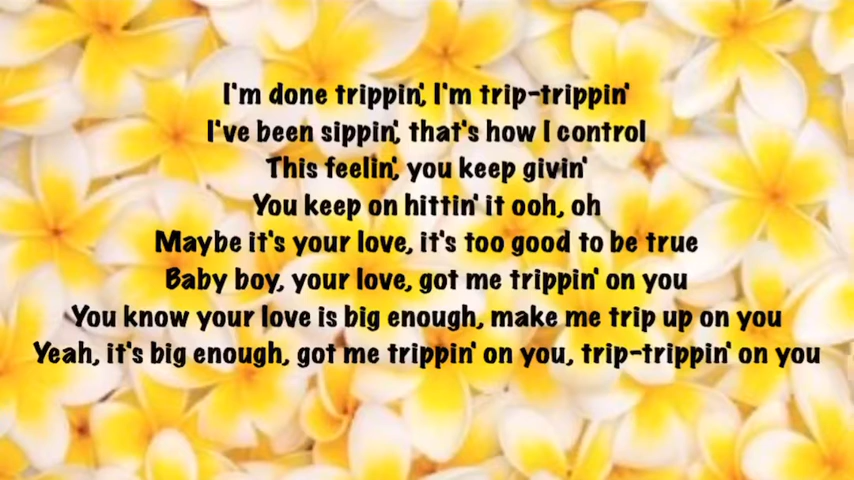 I'm done trippin', I'm trip-trippin'
I've been sippin', that's how I control
This feelin', you keep givin'
You keep on hittin' it ooh, oh
Maybe it's your love, it's too good to be true
Baby boy, your love, got me trippin' on you
You know your love is big enough, make me trip up on you
Yeah, it's big enough, got me trippin' on you, trip-trippin' on you